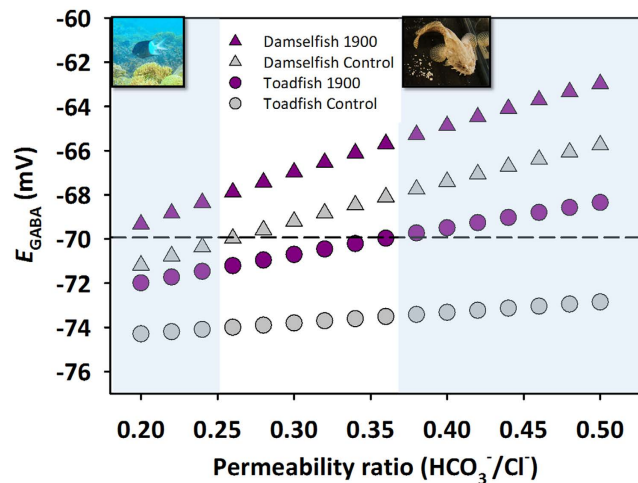 Damselfish 1900
Damselfish Control
Toadfish 1900
Toadfish Control
-60
-62
-64
-66
-68
-70
-72
-74
-76
E_GABA (mV)
0.20 0.25 0.30 0.35 0.40 0.45 0.50
Permeability ratio (HCO₃⁻/Cl⁻)